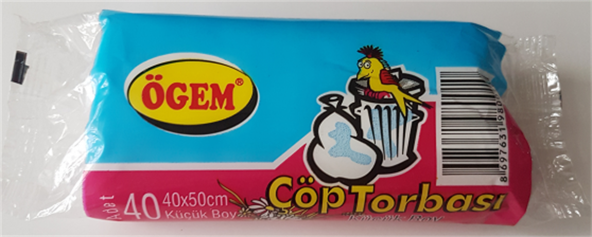 ÖGEM®
Adet
40
40x50cm
Küçük Boy
Çöp Torbası